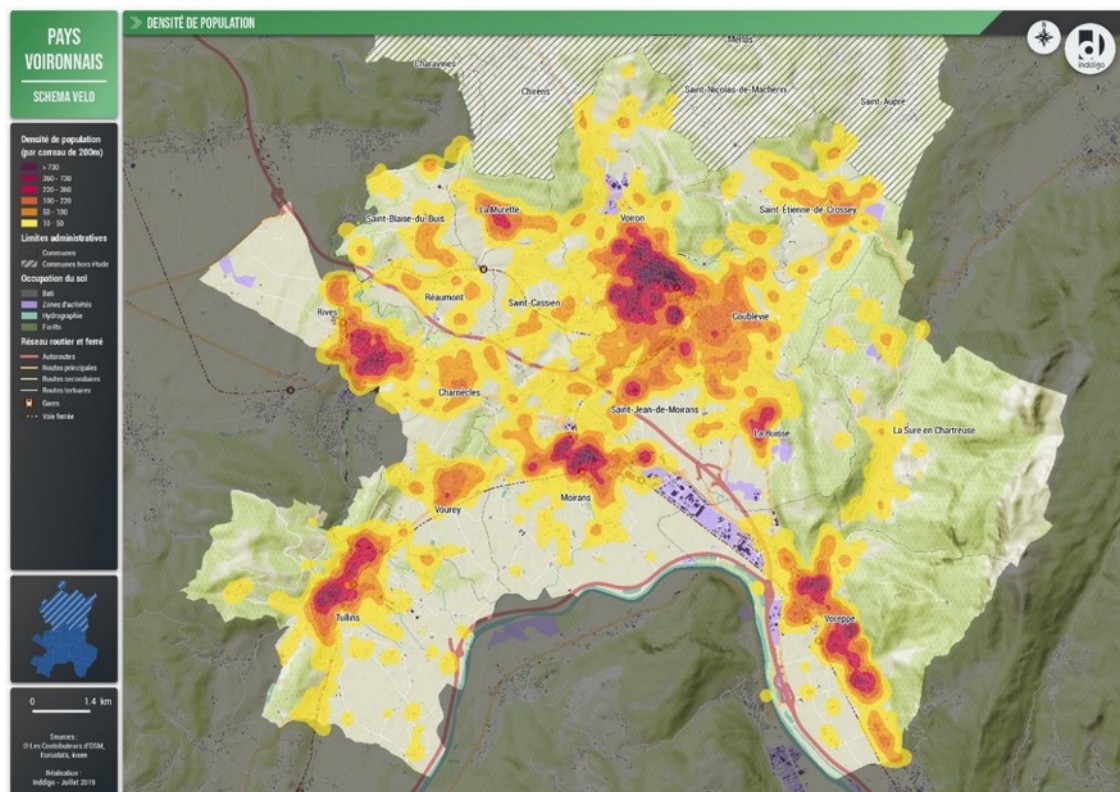 PAYS
VOIRONNAIS
SCHEMA VELO
DENSITÉ DE POPULATION
N
inddigo
Densité de population
(par carreau de 200m)
> 730
360 - 730
220 - 360
100 - 220
50 - 100
10 - 50
Limites administratives
Communes
Communes hors étude
Occupation du sol
Bati
Zones d'activités
Hydrographie
Forêts
Réseau routier et ferré
Autoroutes
Routes principales
Routes secondaires
Routes tertiaires
Gares
Voie ferrée
0 1.4 km
Sources :
© Les Contributeurs d'OSM,
Eurostats, insee
Réalisation :
Inddigo - Juillet 2019
Merlas
Charavines
Chirens
Saint-Nicolas-de-Macherin
Saint-Aupre
Saint-Blaise-du-Buis
La Murette
Voiron
Saint-Étienne-de-Crossey
Réaumont
Saint-Cassien
Rives
Coublevie
Charnècles
Saint-Jean-de-Moirans
La Buisse
La Sure en Chartreuse
Moirans
Vourey
Tullins
Voreppe